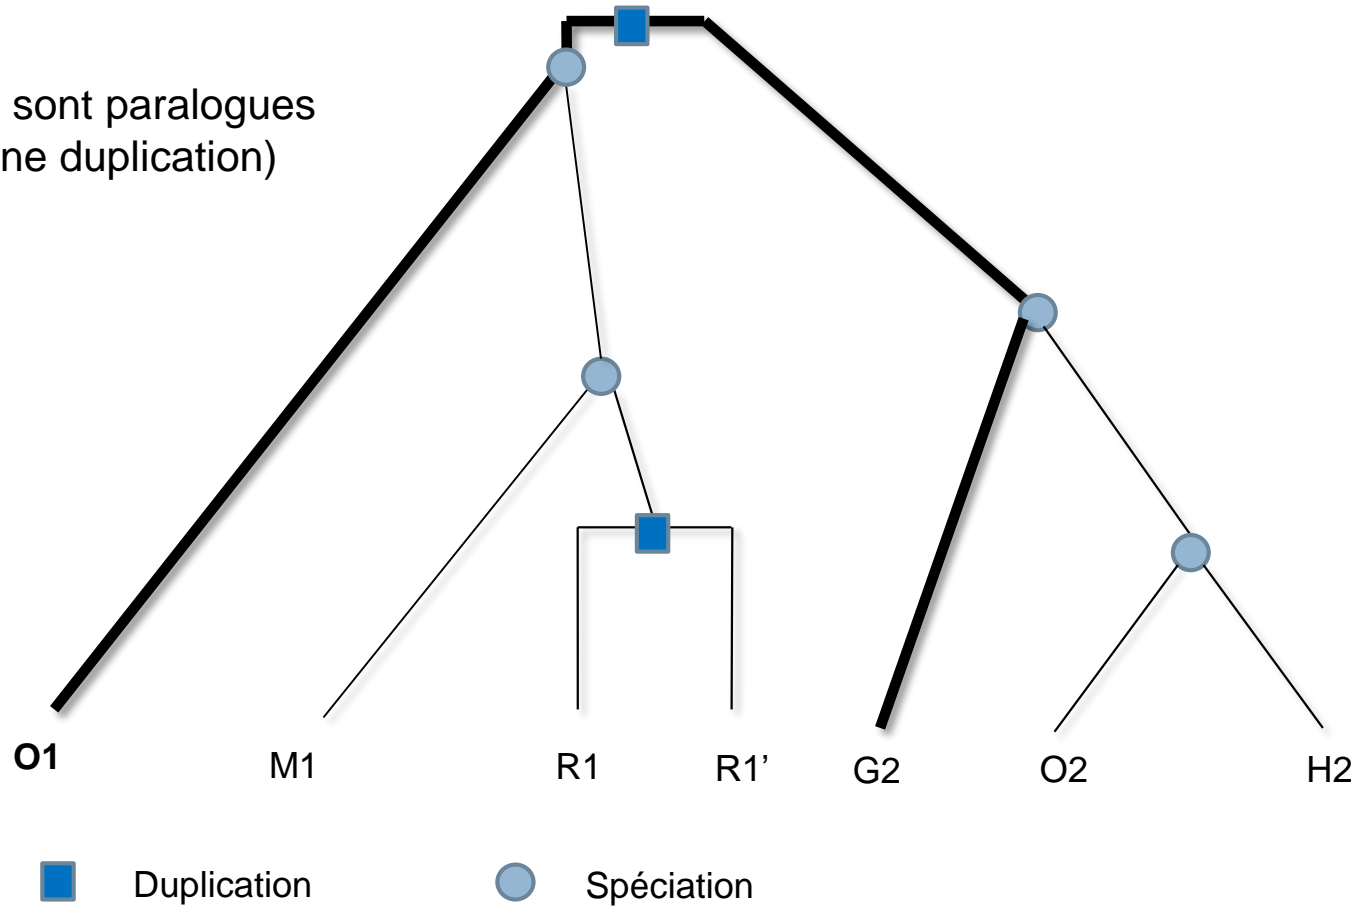 sont paralogues
ne duplication)
O1 M1 R1 R1’ G2 O2 H2
Duplication Spéciation